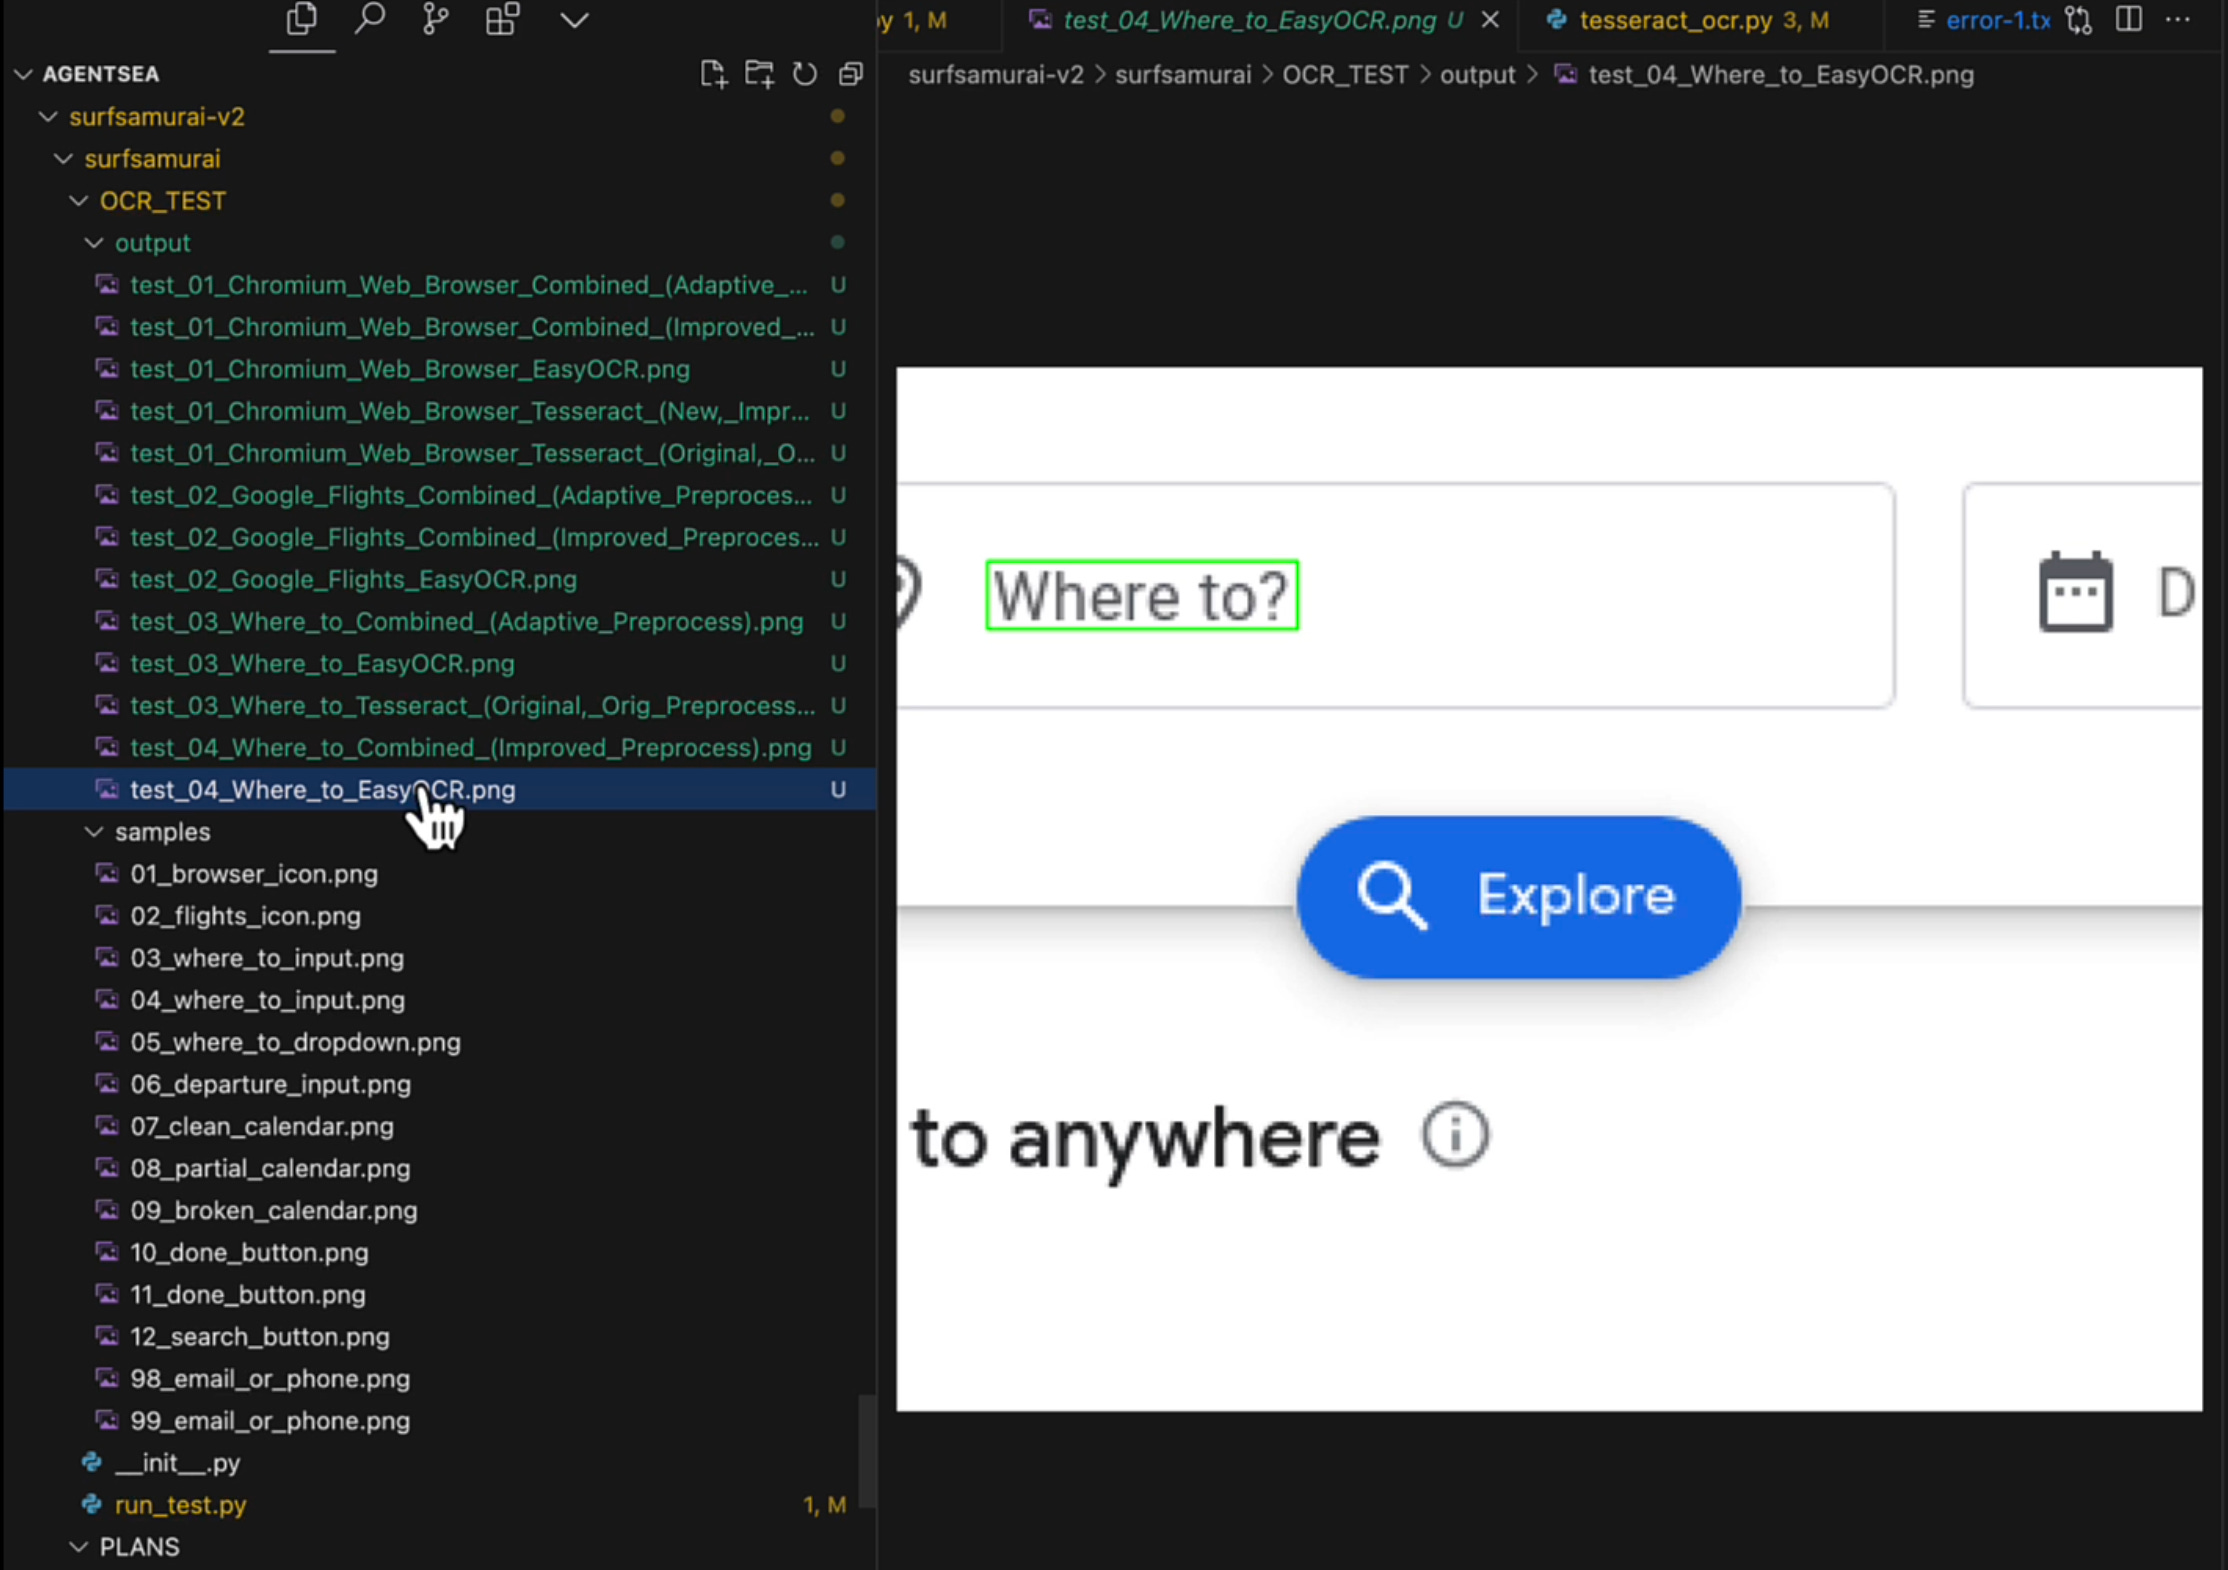 y 1, M
test_04_Where_to_EasyOCR.png U
tesseract_ocr.py 3, M
error-1.tx
AGENTSEA
surfsamurai-v2
surfsamurai
OCR_TEST
output
test_01_Chromium_Web_Browser_Combined_(Adaptive_... U
test_01_Chromium_Web_Browser_Combined_(Improved_... U
test_01_Chromium_Web_Browser_EasyOCR.png U
test_01_Chromium_Web_Browser_Tesseract_(New,_Impr... U
test_01_Chromium_Web_Browser_Tesseract_(Original,_O... U
test_02_Google_Flights_Combined_(Adaptive_Preproces... U
test_02_Google_Flights_Combined_(Improved_Preproces... U
test_02_Google_Flights_EasyOCR.png U
test_03_Where_to_Combined_(Adaptive_Preprocess).png U
test_03_Where_to_EasyOCR.png U
test_03_Where_to_Tesseract_(Original,_Orig_Preprocess... U
test_04_Where_to_Combined_(Improved_Preprocess).png U
test_04_Where_to_EasyOCR.png U
samples
01_browser_icon.png
02_flights_icon.png
03_where_to_input.png
04_where_to_input.png
05_where_to_dropdown.png
06_departure_input.png
07_clean_calendar.png
08_partial_calendar.png
09_broken_calendar.png
10_done_button.png
11_done_button.png
12_search_button.png
98_email_or_phone.png
99_email_or_phone.png
__init__.py
run_test.py 1, M
PLANS
surfsamurai-v2 > surfsamurai > OCR_TEST > output > test_04_Where_to_EasyOCR.png
Where to?
D
Explore
to anywhere